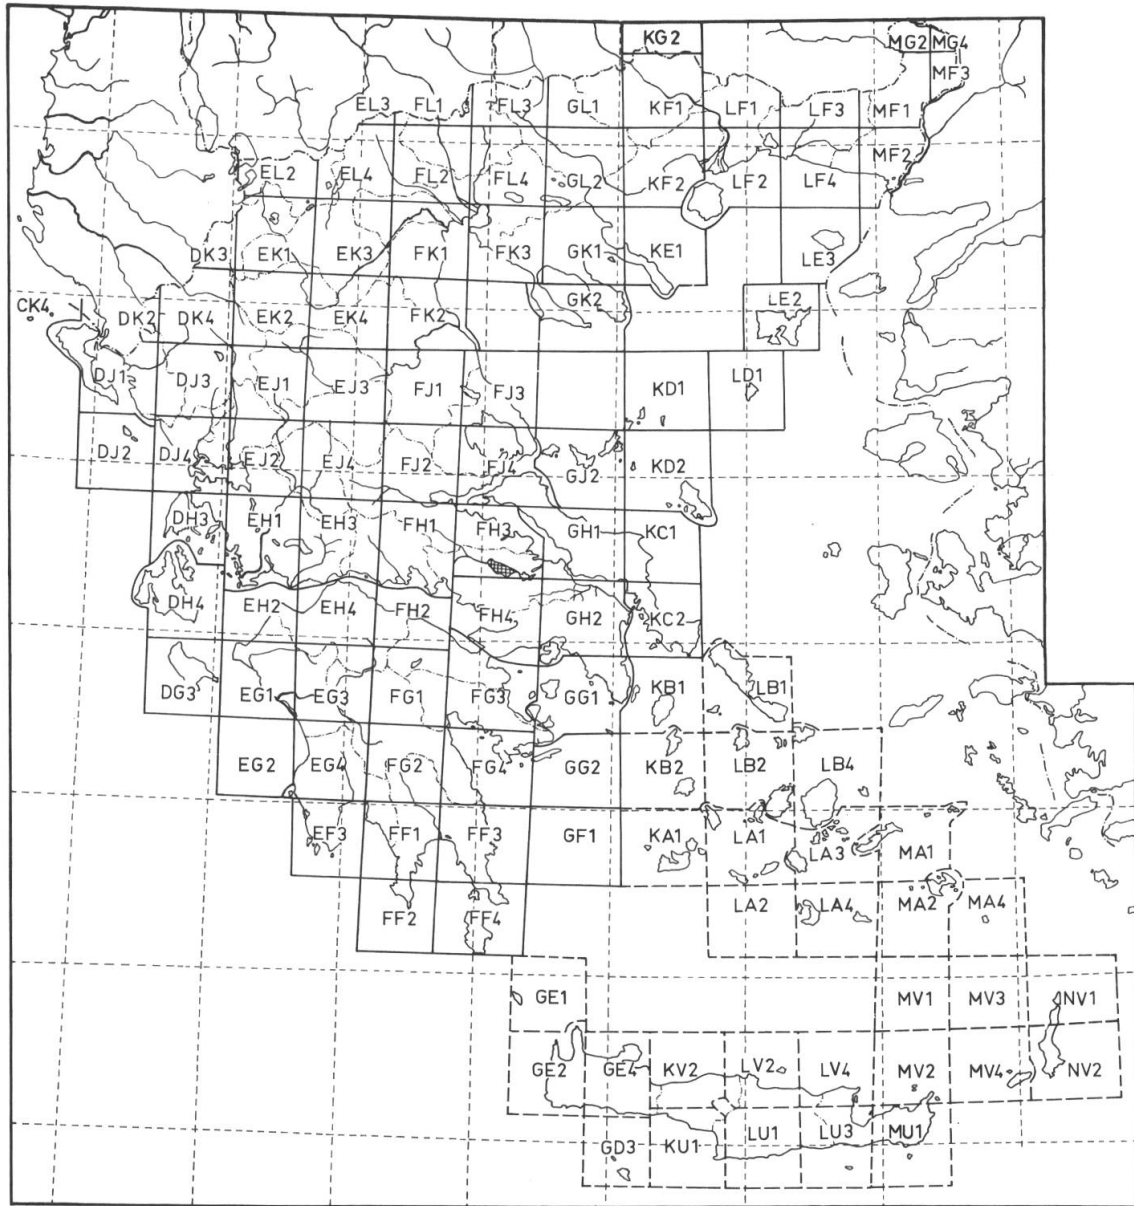 KG2 MG2 MG4
MF3
EL3 FL1 FL3 GL1 KF1 LF1 LF3 MF1
EL2 EL4 FL2 FL4 GL2 KF2 LF2 LF4 MF2
DK3 EK1 EK3 FK1 FK3 GK1 KE1 LE3
CK4 DK2 DK4 EK2 EK4 FK2 GK2 LE2
DJ1 DJ3 EJ1 EJ3 FJ1 FJ3 KD1 LD1
DJ2 DJ4 EJ2 EJ4 FJ2 FJ4 GJ2 KD2
DH3 EH1 EH3 FH1 FH3 GH1 KC1
DH4 EH2 EH4 FH2 FH4 GH2 KC2
DG3 EG1 EG3 FG1 FG3 GG1 KB1 LB1
EG2 EG4 FG2 FG4 GG2 KB2 LB2 LB4
EF3 FF1 FF3 GF1 KA1 LA1 LA3 MA1
FF2 FF4 LA2 LA4 MA2 MA4
GE1 MV1 MV3 NV1
GE2 GE4 KV2 LV2 LV4 MV2 MV4 NV2
GD3 KU1 LU1 LU3 MU1